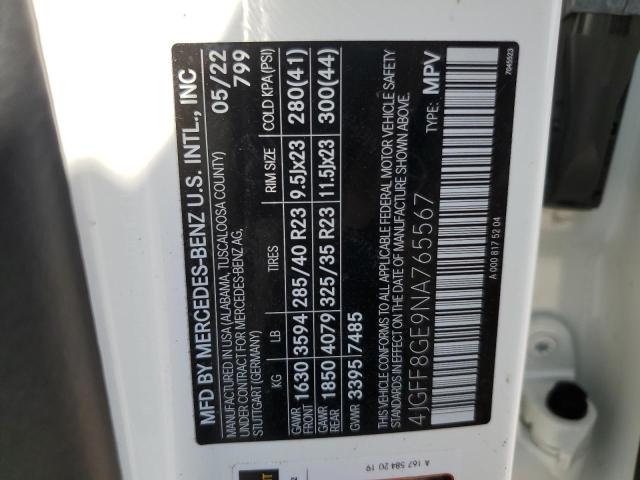 MFD BY MERCEDES-BENZ U.S. INTL., INC
MANUFACTURED IN USA (ALABAMA, TUSCALOOSA COUNTY) 05/22
UNDER CONTRACT FOR MERCEDES-BENZ AG, 799
STUTTGART (GERMANY)
KG LB TIRES RIM SIZE COLD KPA(PSI)
GAWR FRONT 1630 3594 285/40 R23 9.5Jx23 280(41)
GAWR REAR 1850 4079 325/35 R23 11.5Jx23 300(44)
GVWR 3395 7485
THIS VEHICLE CONFORMS TO ALL APPLICABLE FEDERAL MOTOR VEHICLE SAFETY
STANDARDS IN EFFECT ON THE DATE OF MANUFACTURE SHOWN ABOVE.
4JGFF8GE9NA765567 TYPE: MPV
A 000 817 52 04
7045523
A 167 584 20 19